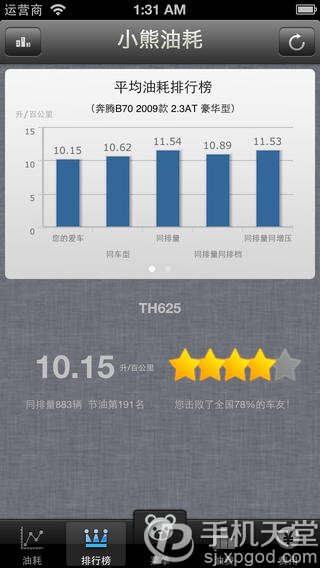 运营商 1:31 AM
小熊油耗
平均油耗排行榜
（奔腾B70 2009款 2.3AT 豪华型）
升/百公里
15
10
5
0
10.15 10.62 11.54 10.89 11.53
您的爱车 同排量 同排量同增压
同车型 同排量同排档
TH625
10.15 升/百公里
同排量883辆 节油第191名
您击败了全国78%的车友!
油耗 排行榜 菜单 费用
手机天堂
sj.xpgod.com